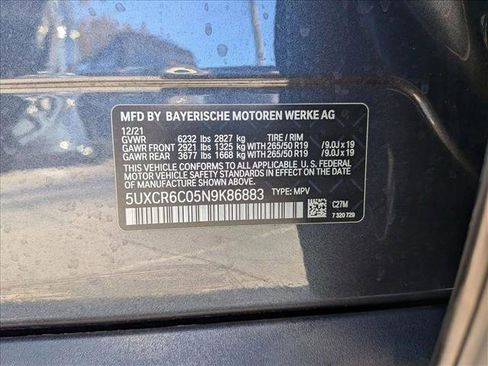 MFD BY BAYERISCHE MOTOREN WERKE AG
12/21
GVWR 6232 lbs 2827 kg TIRE / RIM
GAWR FRONT 2921 lbs 1325 kg WITH 265/50 R19 /9.0J x 19
GAWR REAR 3677 lbs 1668 kg WITH 265/50 R19 /9.0J x 19
THIS VEHICLE CONFORMS TO ALL APPLICABLE U.S. FEDERAL
MOTOR VEHICLE SAFETY STANDARDS IN EFFECT ON THE DATE
OF MANUFACTURE SHOWN ABOVE.
5UXCR6C05N9K86883 TYPE: MPV
C27M
7 320 729